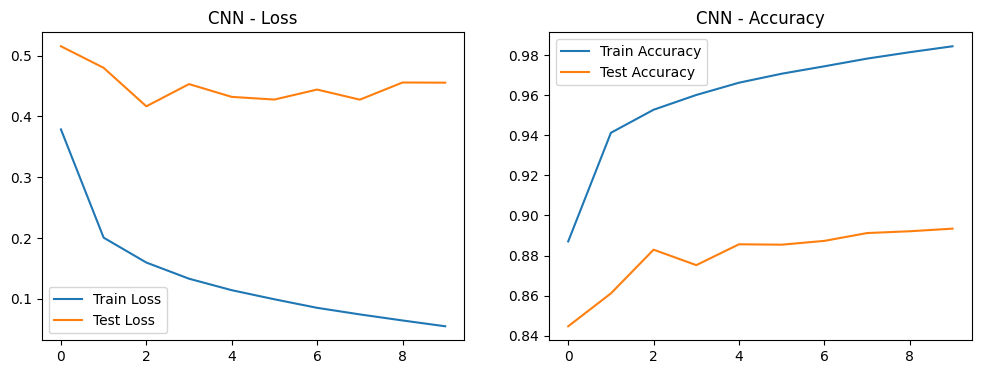 CNN - Loss
0.5
0.4
0.3
0.2
0.1
Train Loss
Test Loss
0 2 4 6 8
CNN - Accuracy
Train Accuracy
Test Accuracy
0.98
0.96
0.94
0.92
0.90
0.88
0.86
0.84
0 2 4 6 8